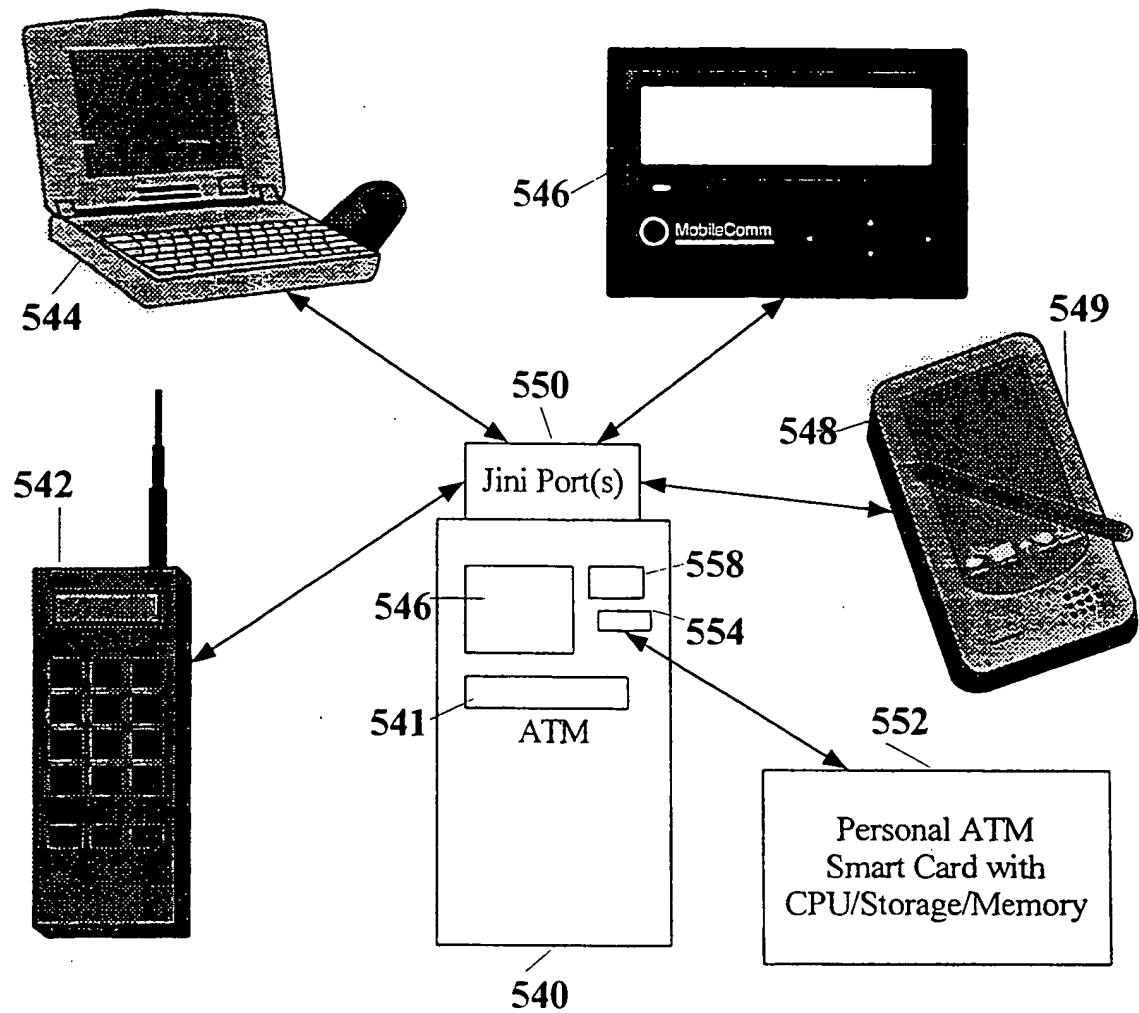 546
MobileComm
544
549
550
548
Jini Port(s)
542
558
546
554
541
ATM
552
Personal ATM
Smart Card with
CPU/Storage/Memory
540